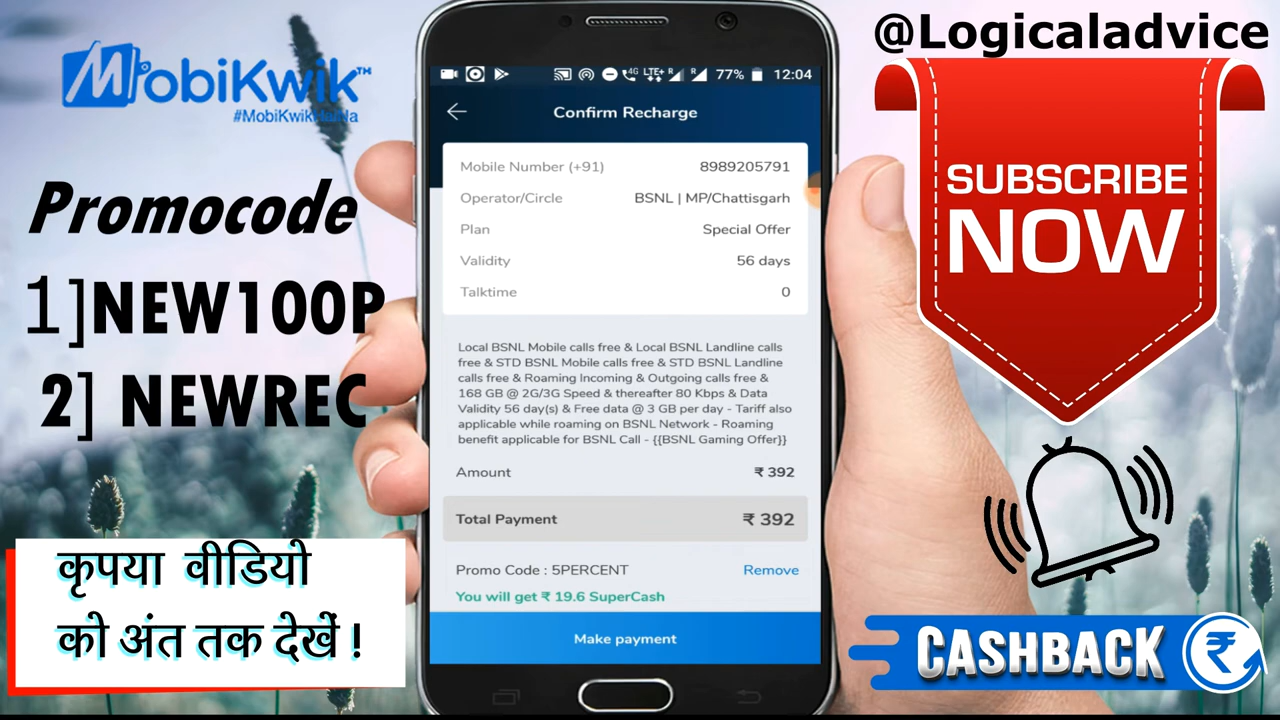 @Logicaladvice
MobiKwik™
Promocode
1]NEW100P
2] NEWREC
कृपया वीडियो
को अंत तक देखें !
4G LTE+ R R 77% 12:04
Confirm Recharge
Mobile Number (+91) 8989205791
Operator/Circle BSNL | MP/Chattisgarh
Plan Special Offer
Validity 56 days
Talktime 0
Local BSNL Mobile calls free & Local BSNL Landline calls
free & STD BSNL Mobile calls free & STD BSNL Landline
calls free & Roaming Incoming & Outgoing calls free &
168 GB @ 2G/3G Speed & thereafter 80 Kbps & Data
Validity 56 day(s) & Free data @ 3 GB per day - Tariff also
applicable while roaming on BSNL Network - Roaming
benefit applicable for BSNL Call - {{BSNL Gaming Offer}}
Amount ₹ 392
Total Payment ₹ 392
Promo Code : 5PERCENT Remove
You will get ₹ 19.6 SuperCash
Make payment
SUBSCRIBE
NOW
CASHBACK ₹